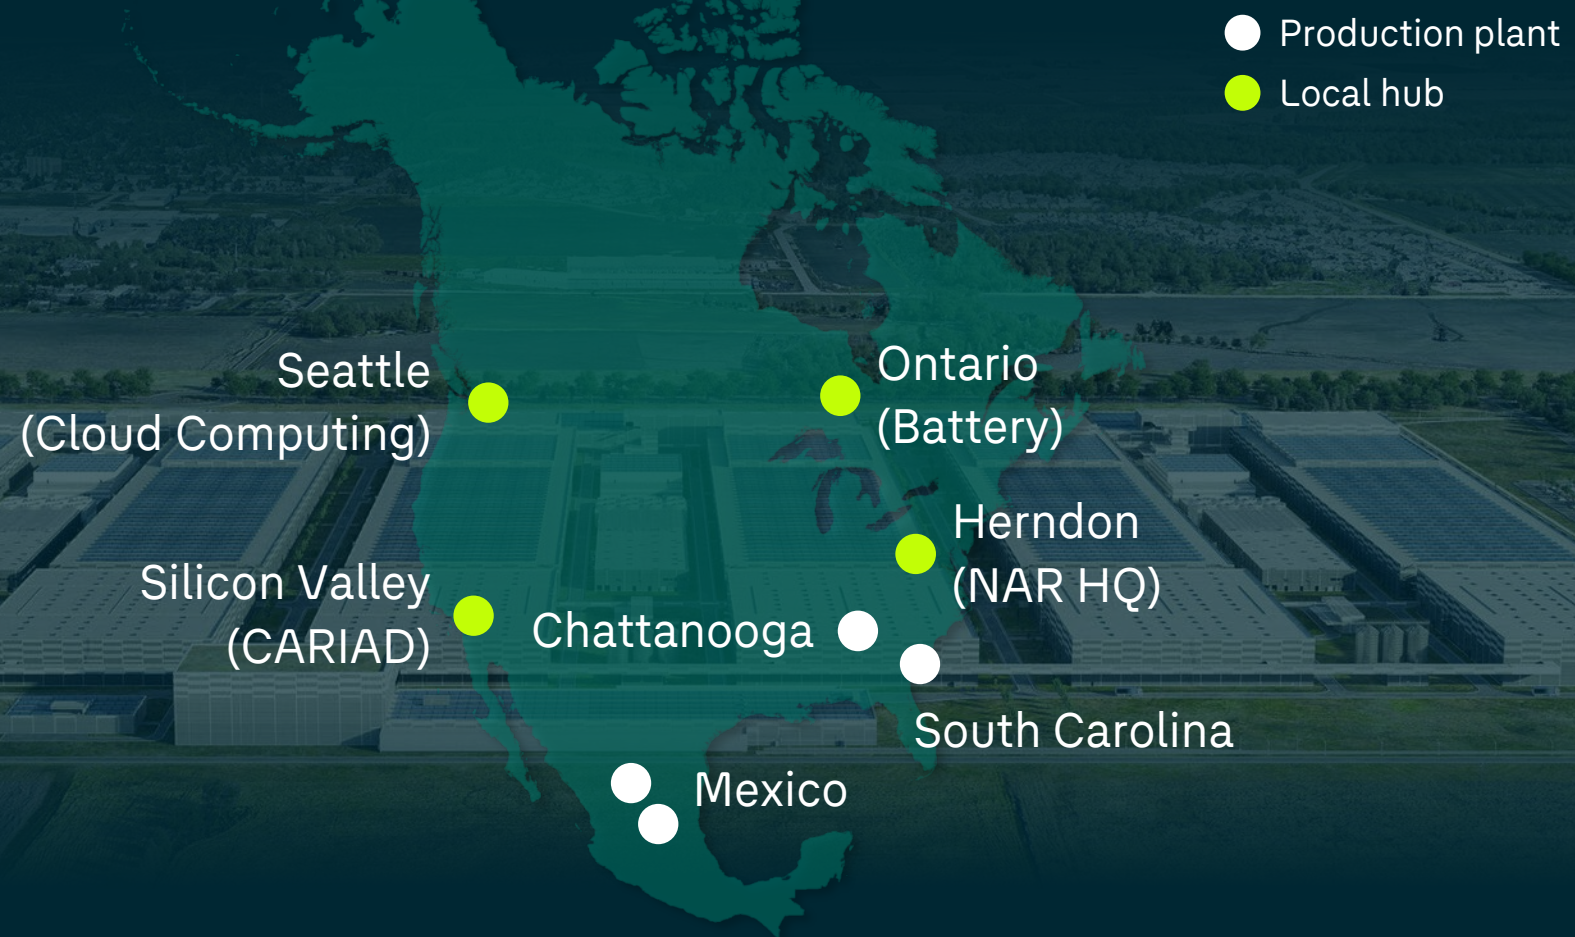 Production plant
Local hub
Seattle
(Cloud Computing)
Ontario
(Battery)
Herndon
(NAR HQ)
Silicon Valley
(CARIAD)
Chattanooga
South Carolina
Mexico